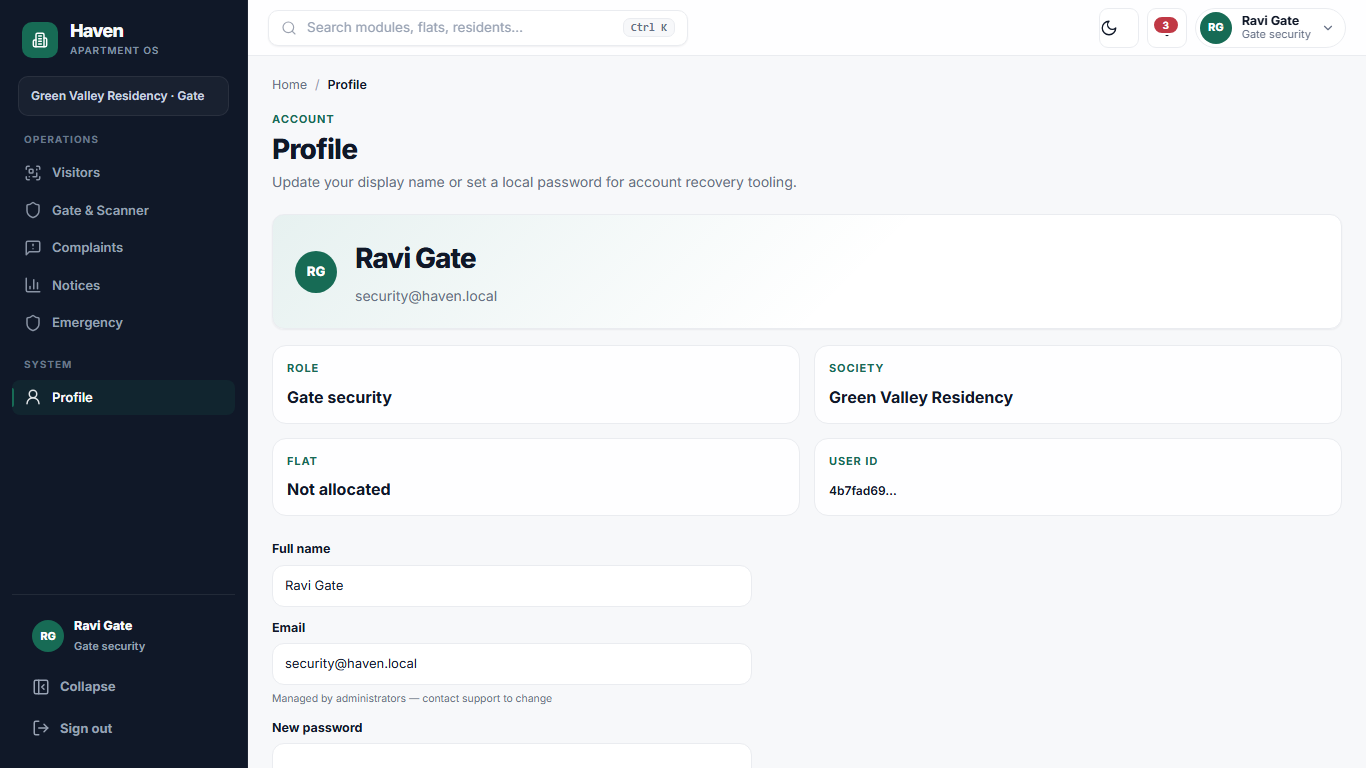 Haven
APARTMENT OS
Green Valley Residency · Gate
OPERATIONS
Visitors
Gate & Scanner
Complaints
Notices
Emergency
SYSTEM
Profile
RG
Ravi Gate
Gate security
Collapse
Sign out
Search modules, flats, residents...
Ctrl K
3
RG
Ravi Gate
Gate security
Home / Profile
ACCOUNT
Profile
Update your display name or set a local password for account recovery tooling.
RG
Ravi Gate
security@haven.local
ROLE
Gate security
SOCIETY
Green Valley Residency
FLAT
Not allocated
USER ID
4b7fad69...
Full name
Ravi Gate
Email
security@haven.local
Managed by administrators — contact support to change
New password